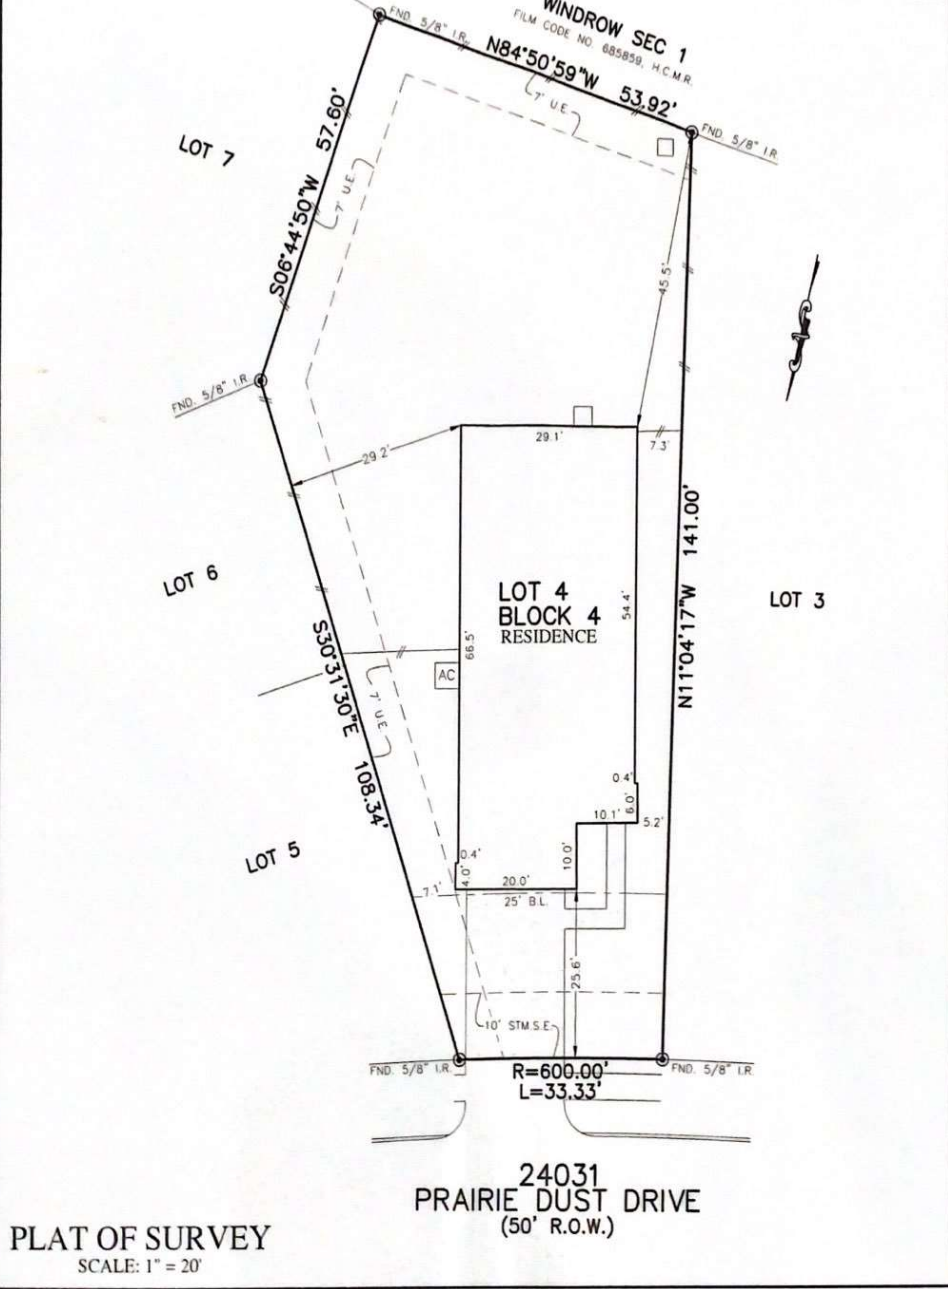 WINDROW SEC 1
FILM CODE NO. 685859, H.C.M.R.
FND. 5/8" I.R.
N84°50'59"W 53.92'
7' U.E.
FND. 5/8" I.R.
LOT 7
S06°44'50"W 57.60'
7' U.E.
45.5'
FND. 5/8" I.R.
29.2'
29.1'
7.3'
LOT 6
LOT 4
BLOCK 4
RESIDENCE
54.4'
66.5'
N11°04'17"W 141.00'
LOT 3
AC
S30°31'30"E 108.34'
7' U.E.
LOT 5
0.4'
6.0'
10.1'
5.2'
10.0'
0.4'
4.0'
20.0'
7.1'
25' B.L.
25.6'
10' STM.S.E.
FND. 5/8" I.R.
R=600.00'
L=33.33'
FND. 5/8" I.R.
24031
PRAIRIE DUST DRIVE
(50' R.O.W.)
PLAT OF SURVEY
SCALE: 1" = 20'